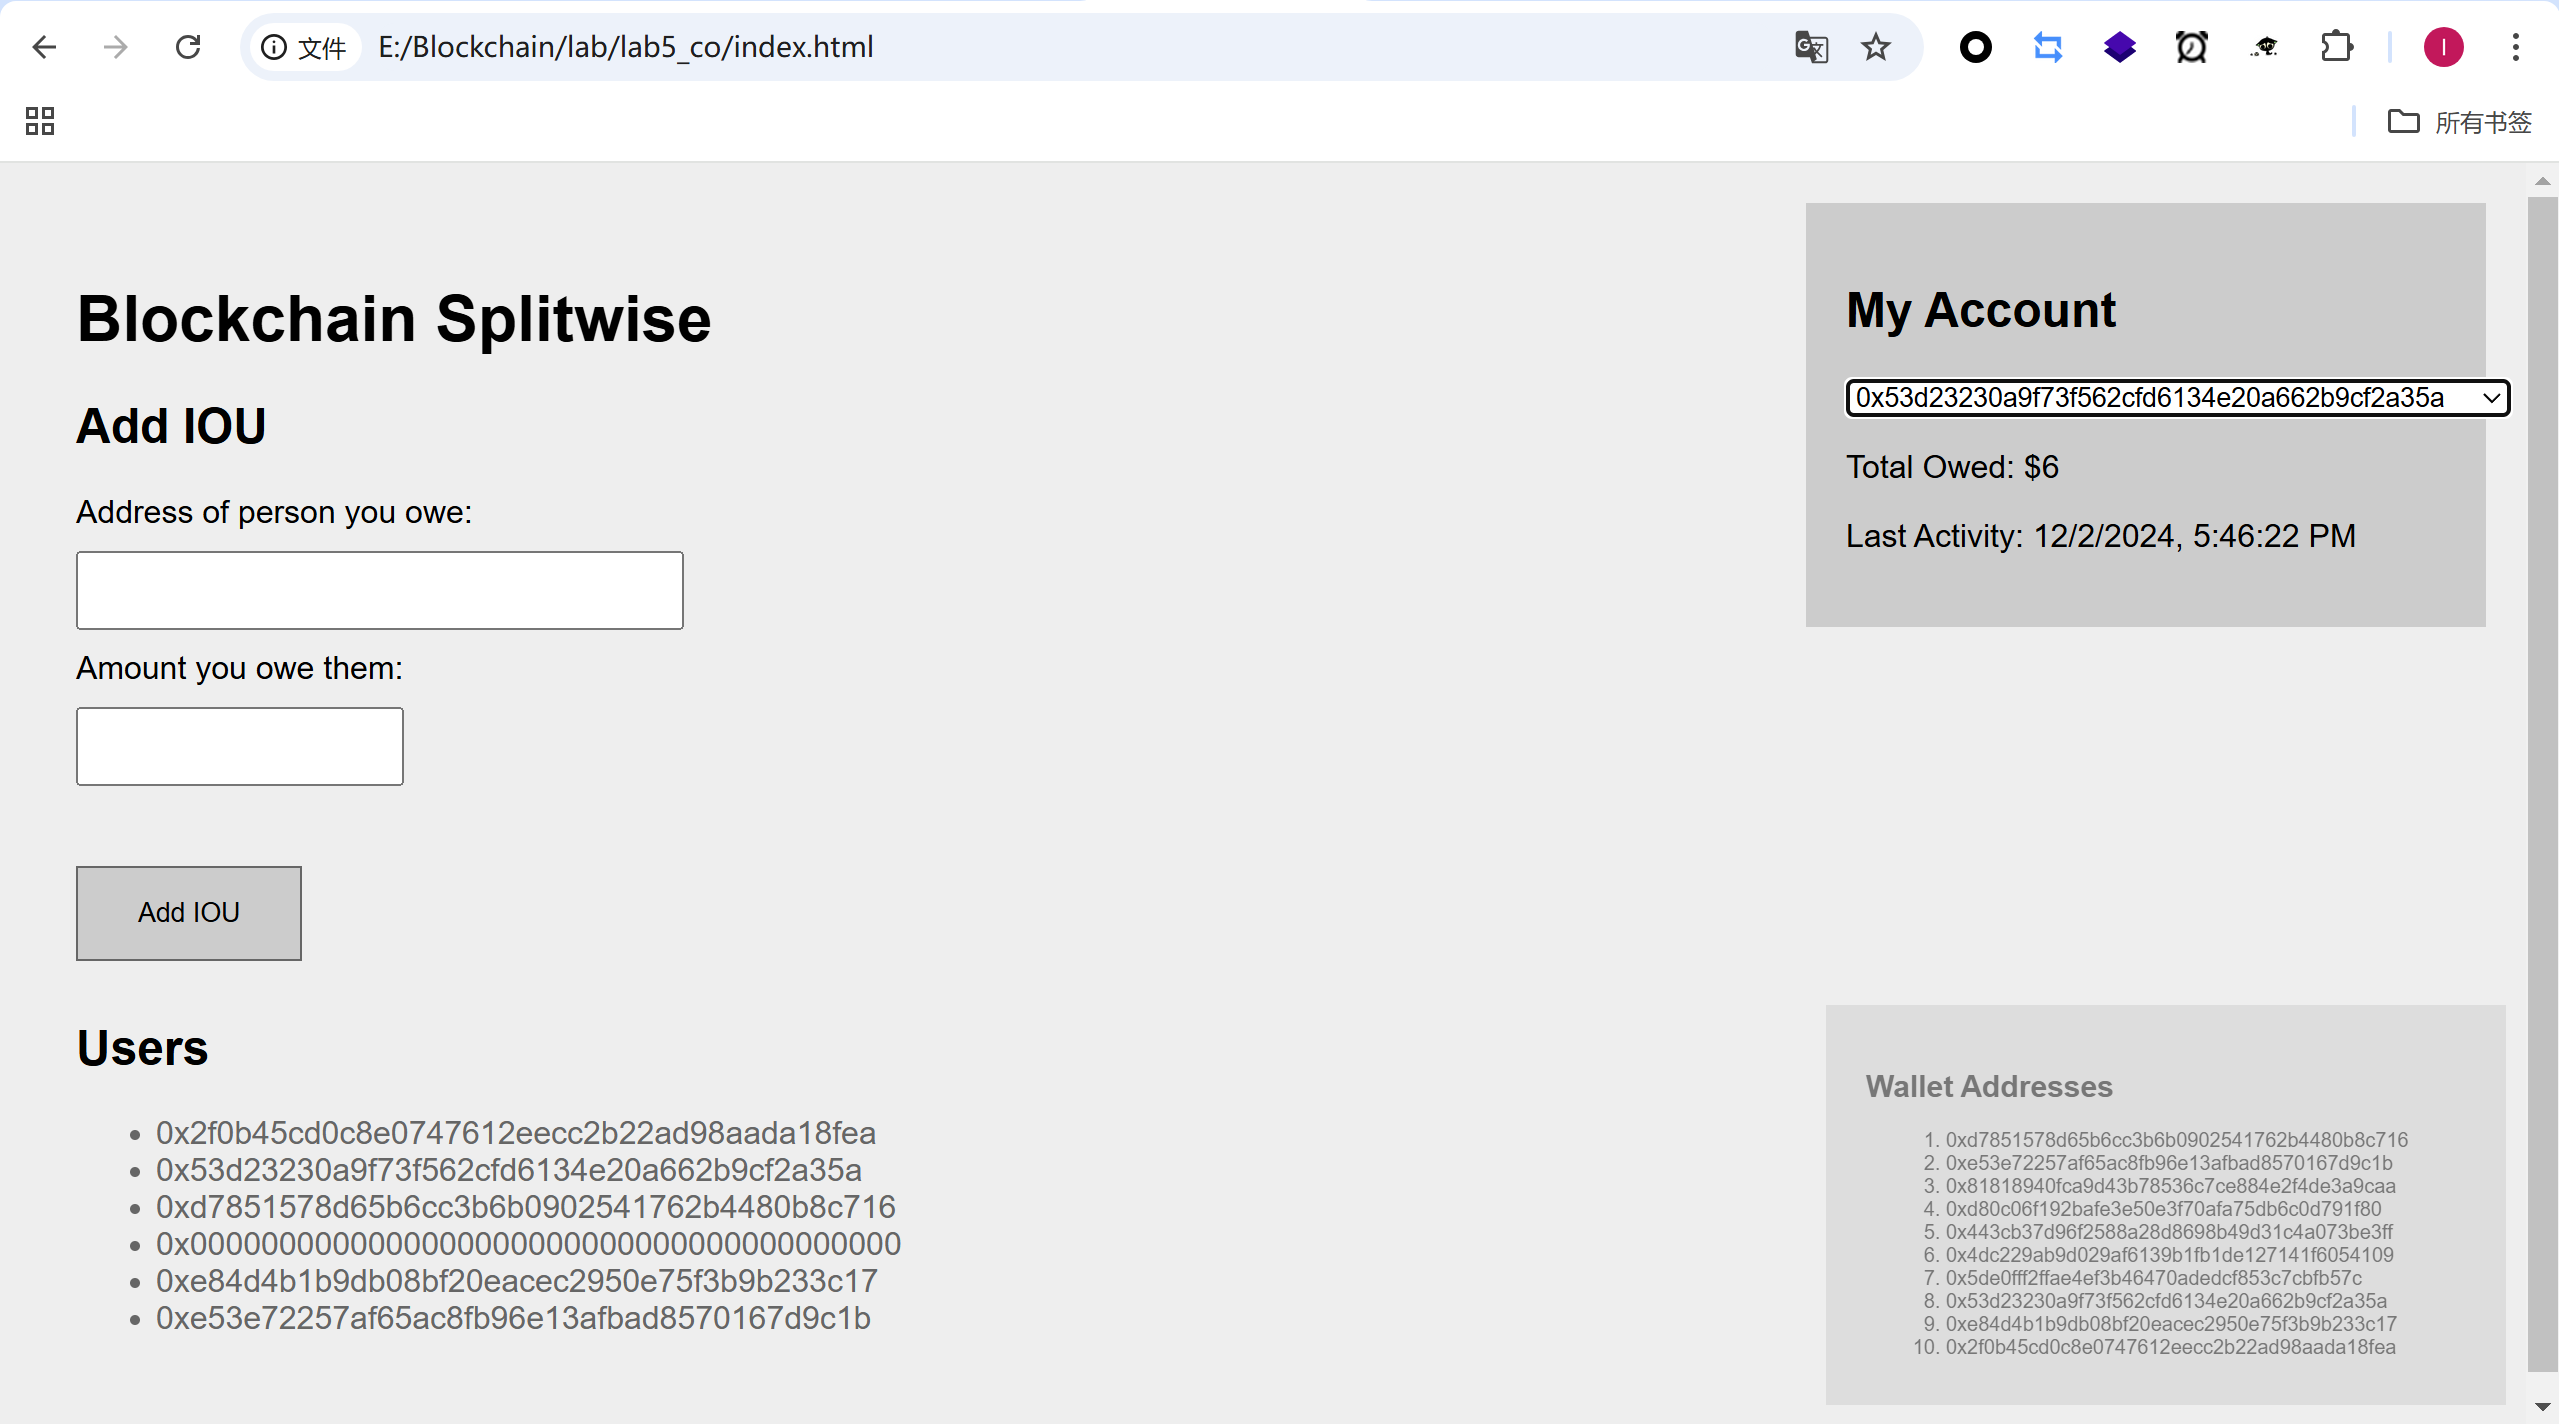 文件 E:/Blockchain/lab/lab5_co/index.html
I
所有书签
Blockchain Splitwise
Add IOU
Address of person you owe:
Amount you owe them:
Add IOU
Users
0x2f0b45cd0c8e0747612eecc2b22ad98aada18fea
0x53d23230a9f73f562cfd6134e20a662b9cf2a35a
0xd7851578d65b6cc3b6b0902541762b4480b8c716
0x0000000000000000000000000000000000000000
0xe84d4b1b9db08bf20eacec2950e75f3b9b233c17
0xe53e72257af65ac8fb96e13afbad8570167d9c1b
My Account
0x53d23230a9f73f562cfd6134e20a662b9cf2a35a
Total Owed: $6
Last Activity: 12/2/2024, 5:46:22 PM
Wallet Addresses
1. 0xd7851578d65b6cc3b6b0902541762b4480b8c716
2. 0xe53e72257af65ac8fb96e13afbad8570167d9c1b
3. 0x81818940fca9d43b78536c7ce884e2f4de3a9caa
4. 0xd80c06f192bafe3e50e3f70afa75db6c0d791f80
5. 0x443cb37d96f2588a28d8698b49d31c4a073be3ff
6. 0x4dc229ab9d029af6139b1fb1de127141f6054109
7. 0x5de0fff2ffae4ef3b46470adedcf853c7cbfb57c
8. 0x53d23230a9f73f562cfd6134e20a662b9cf2a35a
9. 0xe84d4b1b9db08bf20eacec2950e75f3b9b233c17
10. 0x2f0b45cd0c8e0747612eecc2b22ad98aada18fea